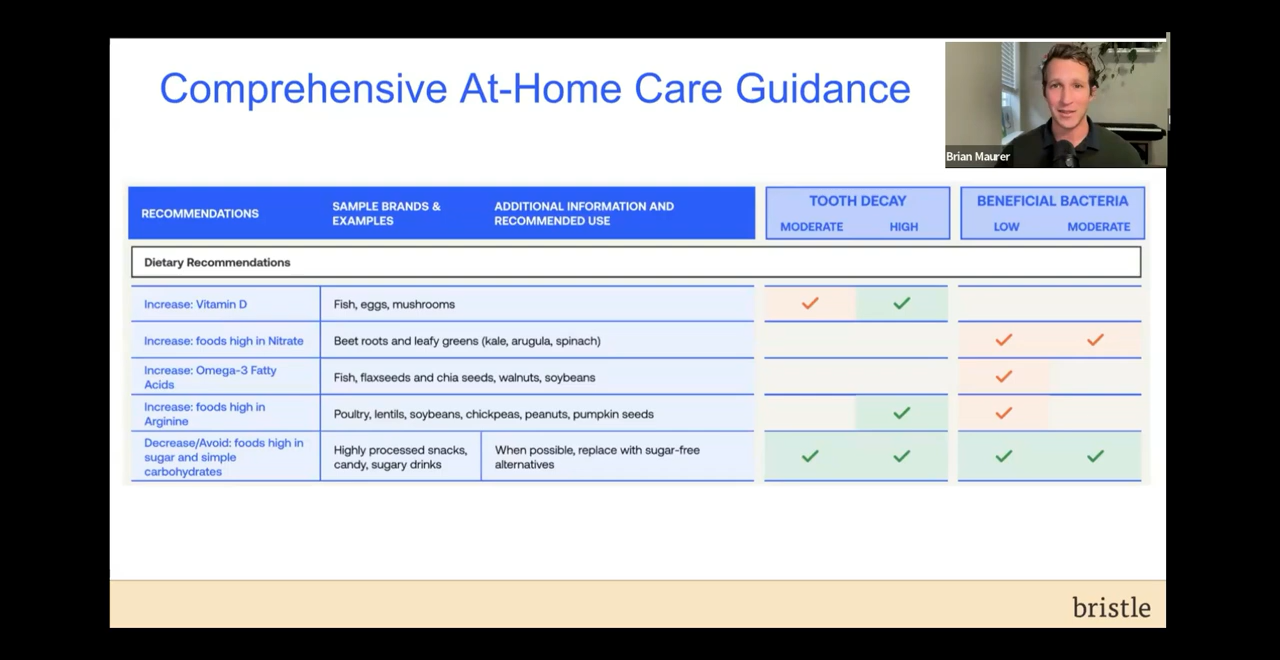 Comprehensive At-Home Care Guidance
Brian Maurer
RECOMMENDATIONS
SAMPLE BRANDS &
EXAMPLES
ADDITIONAL INFORMATION AND
RECOMMENDED USE
TOOTH DECAY
MODERATE HIGH
BENEFICIAL BACTERIA
LOW MODERATE
Dietary Recommendations
Increase: Vitamin D
Fish, eggs, mushrooms
Increase: foods high in Nitrate
Beet roots and leafy greens (kale, arugula, spinach)
Increase: Omega-3 Fatty
Acids
Fish, flaxseeds and chia seeds, walnuts, soybeans
Increase: foods high in
Arginine
Poultry, lentils, soybeans, chickpeas, peanuts, pumpkin seeds
Decrease/Avoid: foods high in
sugar and simple
carbohydrates
Highly processed snacks,
candy, sugary drinks
When possible, replace with sugar-free
alternatives
bristle